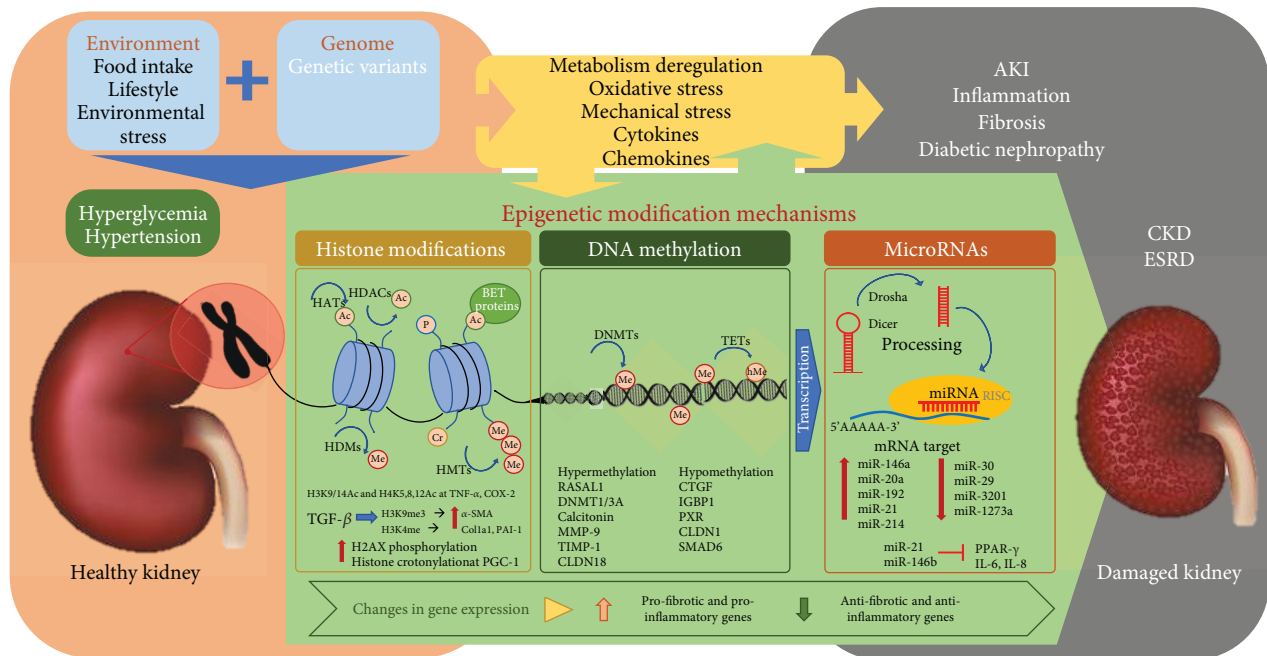 Environment
Food intake
Lifestyle
Environmental
stress
Genome
Genetic variants
Metabolism deregulation
Oxidative stress
Mechanical stress
Cytokines
Chemokines
AKI
Inflammation
Fibrosis
Diabetic nephropathy
Hyperglycemia
Hypertension
CKD
ESRD
Epigenetic modification mechanisms
Histone modifications
HATs
HDACs
Ac
Ac
BET
proteins
Ac
P
HDMs
Me
Cr
HMTs
Me
Me
Me
H3K9/14Ac and H4K5,8,12Ac at TNF-α, COX-2
TGF-β
H3K9me3
α-SMA
H3K4me
Col1a1, PAI-1
H2AX phosphorylation
Histone crotonylationat PGC-1
DNA methylation
DNMTs
TETs
Me
Me
hMe
Me
Hypermethylation
RASAL1
DNMT1/3A
Calcitonin
MMP-9
TIMP-1
CLDN18
Hypomethylation
CTGF
IGBP1
PXR
CLDN1
SMAD6
Transcription
MicroRNAs
Drosha
Dicer
Processing
miRNA
RISC
5'AAAAA-3'
mRNA target
miR-146a
miR-20a
miR-192
miR-21
miR-214
miR-30
miR-29
miR-3201
miR-1273a
miR-21
miR-146b
PPAR-γ
IL-6, IL-8
Healthy kidney
Damaged kidney
Changes in gene expression
Pro-fibrotic and pro-
inflammatory genes
Anti-fibrotic and anti-
inflammatory genes